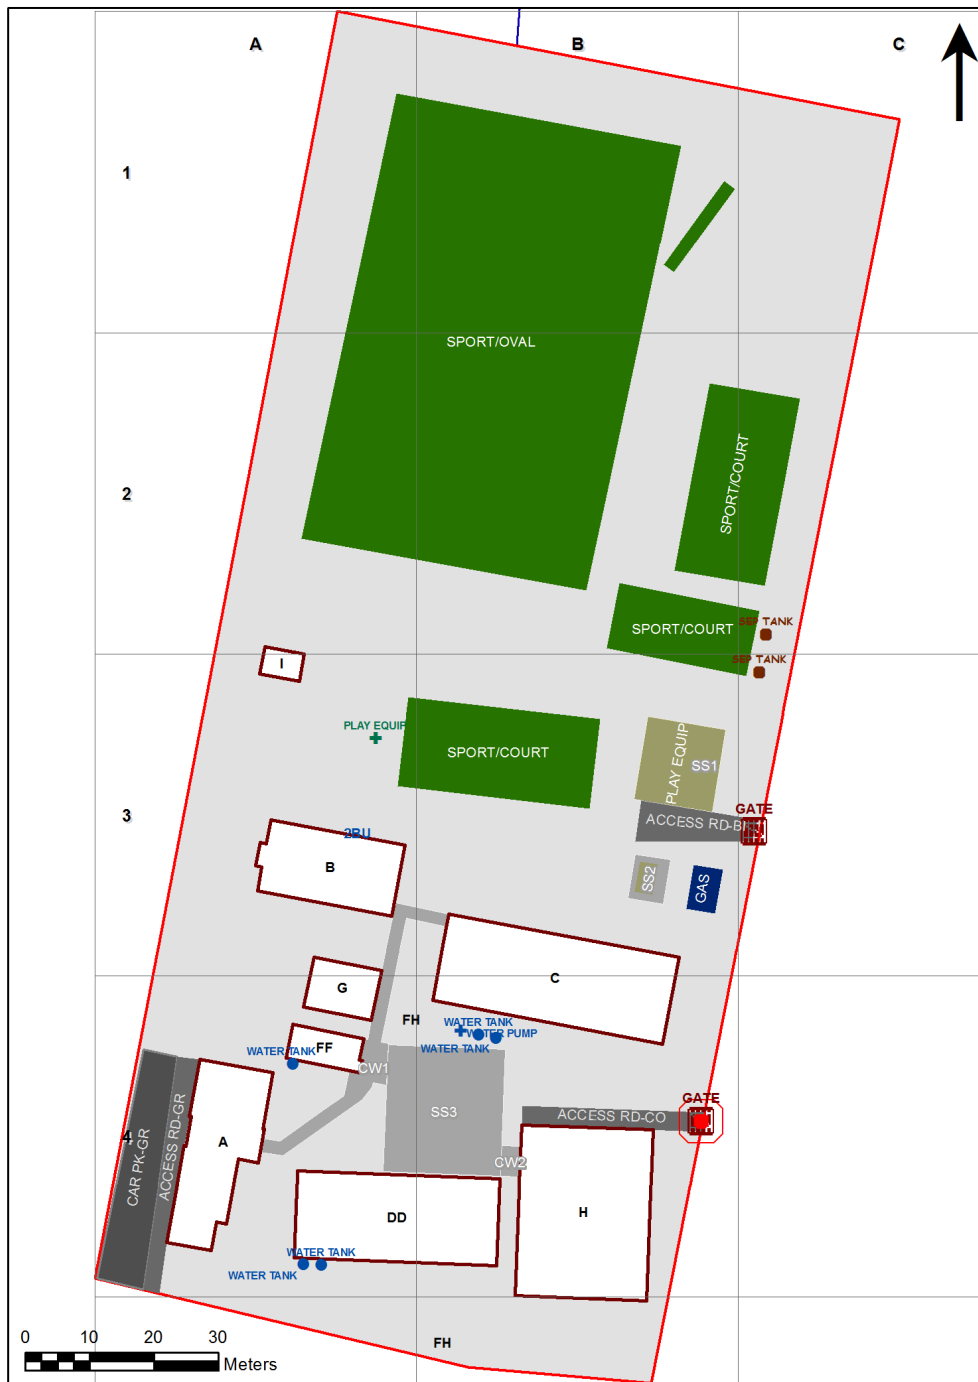 A
B
C
1
SPORT/OVAL
2
SPORT/COURT
SPORT/COURT
SEP TANK
SEP TANK
I
PLAY EQUIP
SPORT/COURT
PLAY EQUIP
SS1
3
GATE
ACCESS RD-B
2BU
B
SS2
GAS
C
G
FH
WATER TANK
WATER PUMP
WATER TANK
FF
WATER TANK
CW1
GATE
SS3
ACCESS RD-CO
4
CAR PK-GR
ACCESS RD-GR
A
CW2
DD
H
WATER TANK
WATER TANK
FH
0 10 20 30
Meters